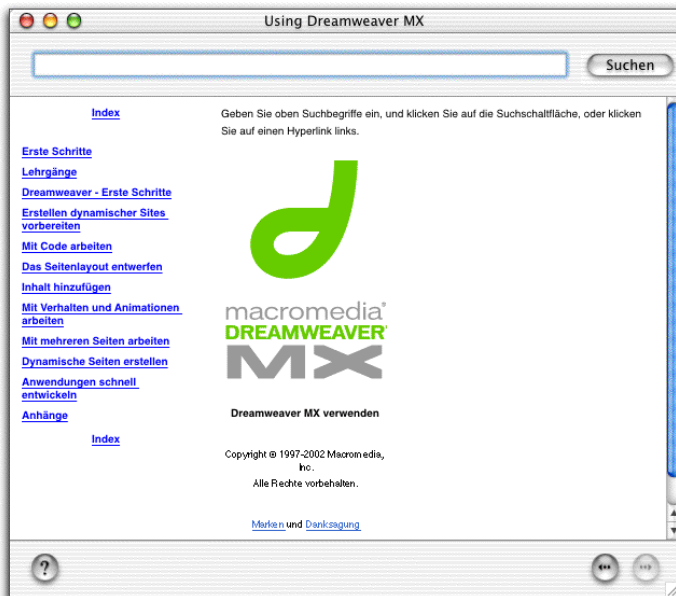 Using Dreamweaver MX
Suchen
Index
Erste Schritte
Lehrgänge
Dreamweaver - Erste Schritte
Erstellen dynamischer Sites
vorbereiten
Mit Code arbeiten
Das Seitenlayout entwerfen
Inhalt hinzufügen
Mit Verhalten und Animationen
arbeiten
Mit mehreren Seiten arbeiten
Dynamische Seiten erstellen
Anwendungen schnell
entwickeln
Anhänge
Index
Geben Sie oben Suchbegriffe ein, und klicken Sie auf die Suchschaltfläche, oder klicken
Sie auf einen Hyperlink links.
macromedia®
DREAMWEAVER®
MX
Dreamweaver MX verwenden
Copyright © 1997-2002 Macromedia,
Inc.
Alle Rechte vorbehalten.
Marken und Danksagung
?